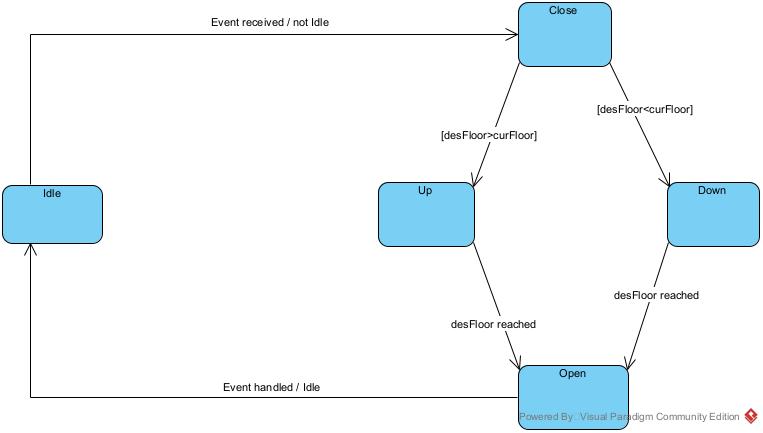 Close
Event received / not Idle
[desFloor<curFloor]
[desFloor>curFloor]
Idle
Up
Down
desFloor reached
desFloor reached
Open
Event handled / Idle
Powered By Visual Paradigm Community Edition